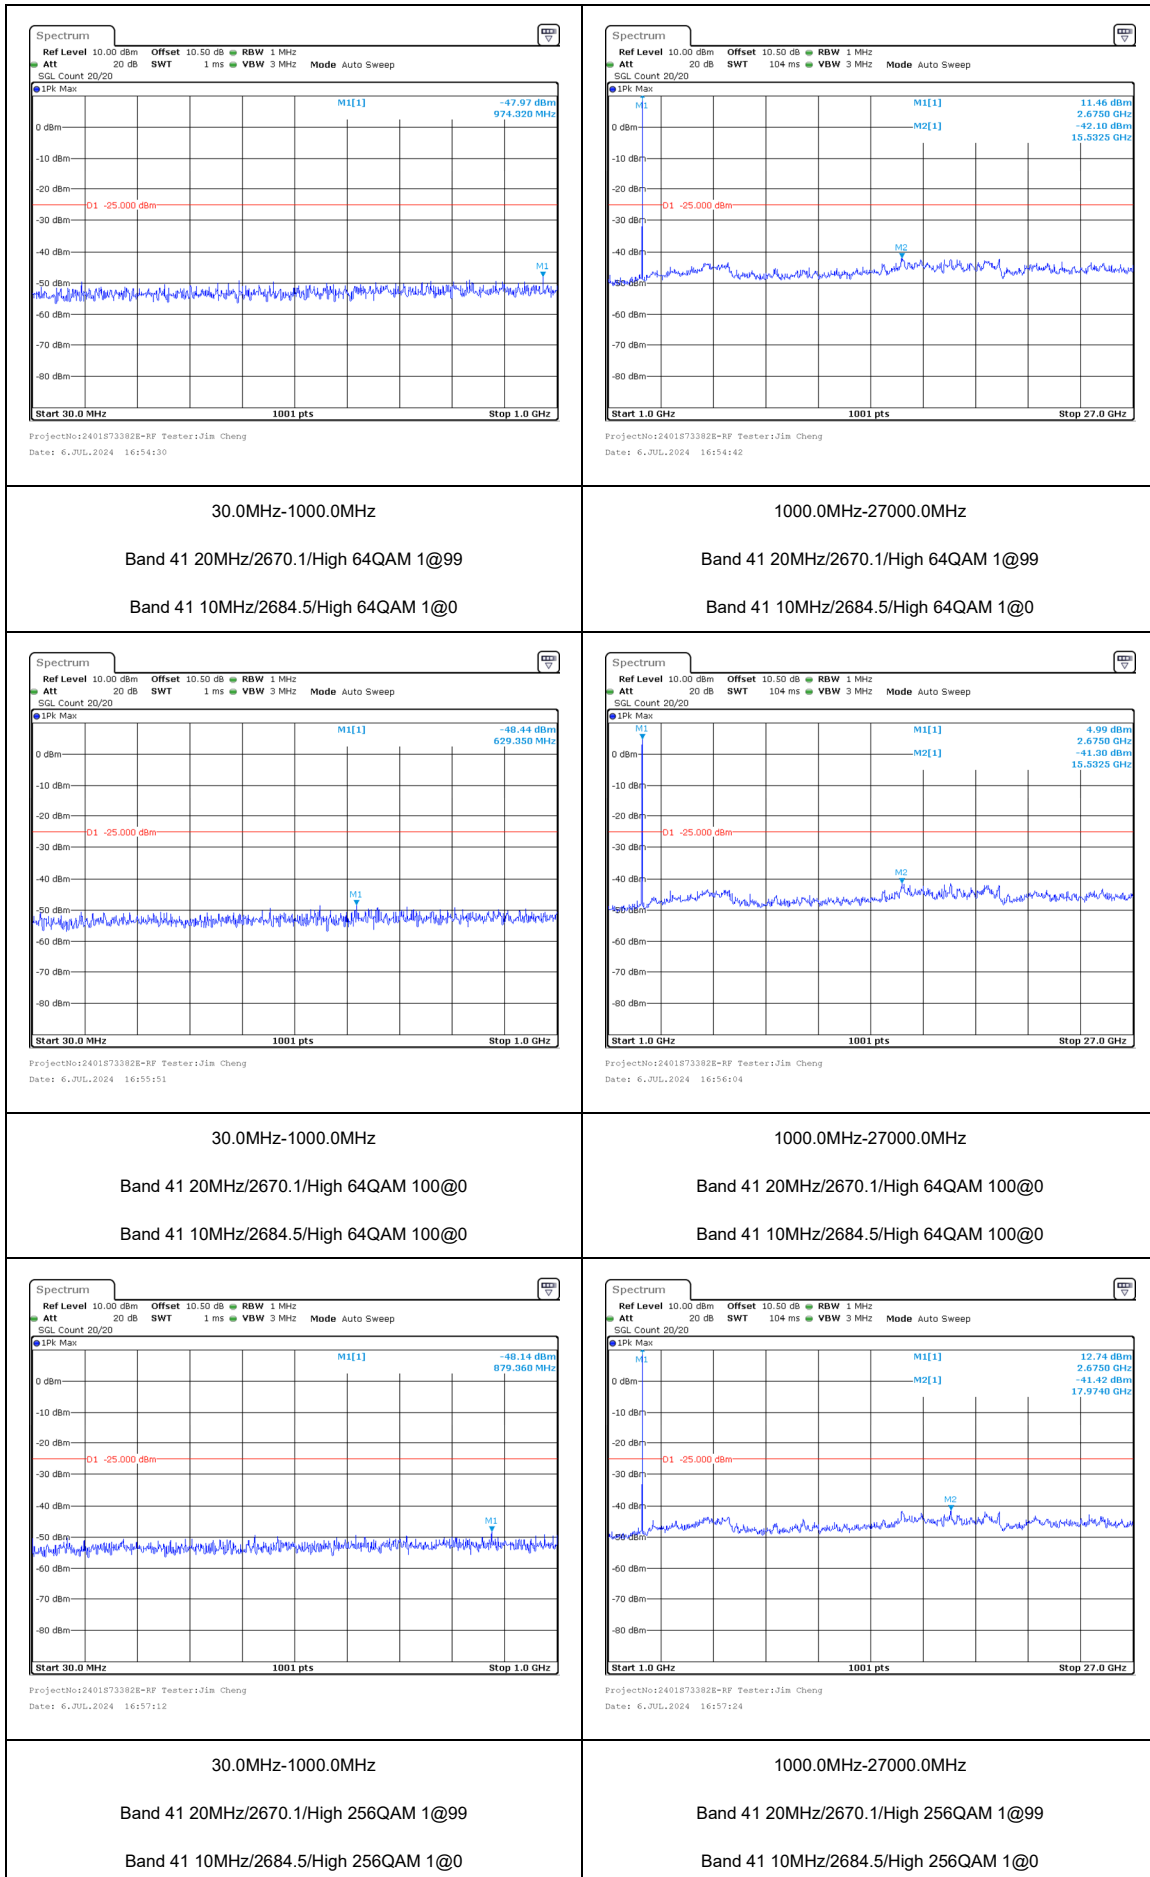 Spectrum
Ref Level 10.00 dBm Offset 10.50 dB RBW 1 MHz
Att 20 dB SWT 1 ms VBW 3 MHz Mode Auto Sweep
SGL Count 20/20
1Pk Max
M1[1] -47.97 dBm
974.320 MHz
0 dBm
-10 dBm
-20 dBm
D1 -25.000 dBm
-30 dBm
-40 dBm
M1
-50 dBm
-60 dBm
-70 dBm
-80 dBm
Start 30.0 MHz 1001 pts Stop 1.0 GHz
ProjectNo:2401S73382E-RF Tester:Jim Cheng
Date: 6.JUL.2024 16:54:30
Spectrum
Ref Level 10.00 dBm Offset 10.50 dB RBW 1 MHz
Att 20 dB SWT 104 ms VBW 3 MHz Mode Auto Sweep
SGL Count 20/20
1Pk Max
M1
M1[1] 11.46 dBm
2.6750 GHz
0 dBm
M2[1] -42.10 dBm
15.5325 GHz
-10 dBm
-20 dBm
D1 -25.000 dBm
-30 dBm
-40 dBm
M2
-50 dBm
-60 dBm
-70 dBm
-80 dBm
Start 1.0 GHz 1001 pts Stop 27.0 GHz
ProjectNo:2401S73382E-RF Tester:Jim Cheng
Date: 6.JUL.2024 16:54:42
30.0MHz-1000.0MHz
Band 41 20MHz/2670.1/High 64QAM 1@99
Band 41 10MHz/2684.5/High 64QAM 1@0
1000.0MHz-27000.0MHz
Band 41 20MHz/2670.1/High 64QAM 1@99
Band 41 10MHz/2684.5/High 64QAM 1@0
Spectrum
Ref Level 10.00 dBm Offset 10.50 dB RBW 1 MHz
Att 20 dB SWT 1 ms VBW 3 MHz Mode Auto Sweep
SGL Count 20/20
1Pk Max
M1[1] -48.44 dBm
629.350 MHz
0 dBm
-10 dBm
-20 dBm
D1 -25.000 dBm
-30 dBm
-40 dBm
M1
-50 dBm
-60 dBm
-70 dBm
-80 dBm
Start 30.0 MHz 1001 pts Stop 1.0 GHz
ProjectNo:2401S73382E-RF Tester:Jim Cheng
Date: 6.JUL.2024 16:55:51
Spectrum
Ref Level 10.00 dBm Offset 10.50 dB RBW 1 MHz
Att 20 dB SWT 104 ms VBW 3 MHz Mode Auto Sweep
SGL Count 20/20
1Pk Max
M1
M1[1] 4.99 dBm
2.6750 GHz
0 dBm
M2[1] -41.30 dBm
15.5325 GHz
-10 dBm
-20 dBm
D1 -25.000 dBm
-30 dBm
-40 dBm
M2
-50 dBm
-60 dBm
-70 dBm
-80 dBm
Start 1.0 GHz 1001 pts Stop 27.0 GHz
ProjectNo:2401S73382E-RF Tester:Jim Cheng
Date: 6.JUL.2024 16:56:04
30.0MHz-1000.0MHz
Band 41 20MHz/2670.1/High 64QAM 100@0
Band 41 10MHz/2684.5/High 64QAM 100@0
1000.0MHz-27000.0MHz
Band 41 20MHz/2670.1/High 64QAM 100@0
Band 41 10MHz/2684.5/High 64QAM 100@0
Spectrum
Ref Level 10.00 dBm Offset 10.50 dB RBW 1 MHz
Att 20 dB SWT 1 ms VBW 3 MHz Mode Auto Sweep
SGL Count 20/20
1Pk Max
M1[1] -48.14 dBm
879.360 MHz
0 dBm
-10 dBm
-20 dBm
D1 -25.000 dBm
-30 dBm
-40 dBm
M1
-50 dBm
-60 dBm
-70 dBm
-80 dBm
Start 30.0 MHz 1001 pts Stop 1.0 GHz
ProjectNo:2401S73382E-RF Tester:Jim Cheng
Date: 6.JUL.2024 16:57:12
Spectrum
Ref Level 10.00 dBm Offset 10.50 dB RBW 1 MHz
Att 20 dB SWT 104 ms VBW 3 MHz Mode Auto Sweep
SGL Count 20/20
1Pk Max
M1
M1[1] 12.74 dBm
2.6750 GHz
0 dBm
M2[1] -41.42 dBm
17.9740 GHz
-10 dBm
-20 dBm
D1 -25.000 dBm
-30 dBm
-40 dBm
M2
-50 dBm
-60 dBm
-70 dBm
-80 dBm
Start 1.0 GHz 1001 pts Stop 27.0 GHz
ProjectNo:2401S73382E-RF Tester:Jim Cheng
Date: 6.JUL.2024 16:57:24
30.0MHz-1000.0MHz
Band 41 20MHz/2670.1/High 256QAM 1@99
Band 41 10MHz/2684.5/High 256QAM 1@0
1000.0MHz-27000.0MHz
Band 41 20MHz/2670.1/High 256QAM 1@99
Band 41 10MHz/2684.5/High 256QAM 1@0